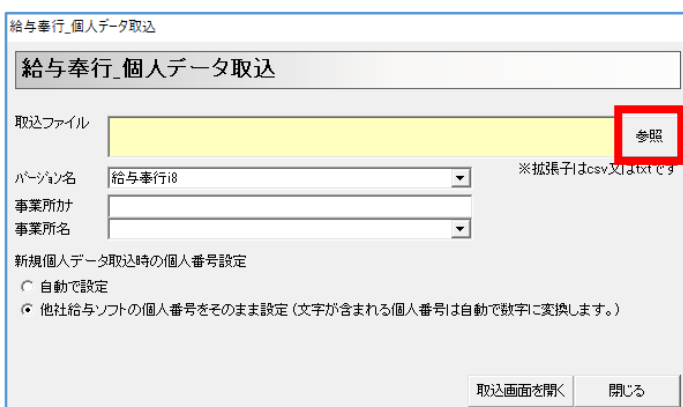 給与奉行_個人データ取込
給与奉行_個人データ取込
取込ファイル
参照
※拡張子はcsv又はtxtです
バージョン名 給与奉行i8
事業所カナ
事業所名
新規個人データ取込時の個人番号設定
自動で設定
他社給与ソフトの個人番号をそのまま設定(文字が含まれる個人番号は自動で数字に変換します。)
取込画面を開く 閉じる